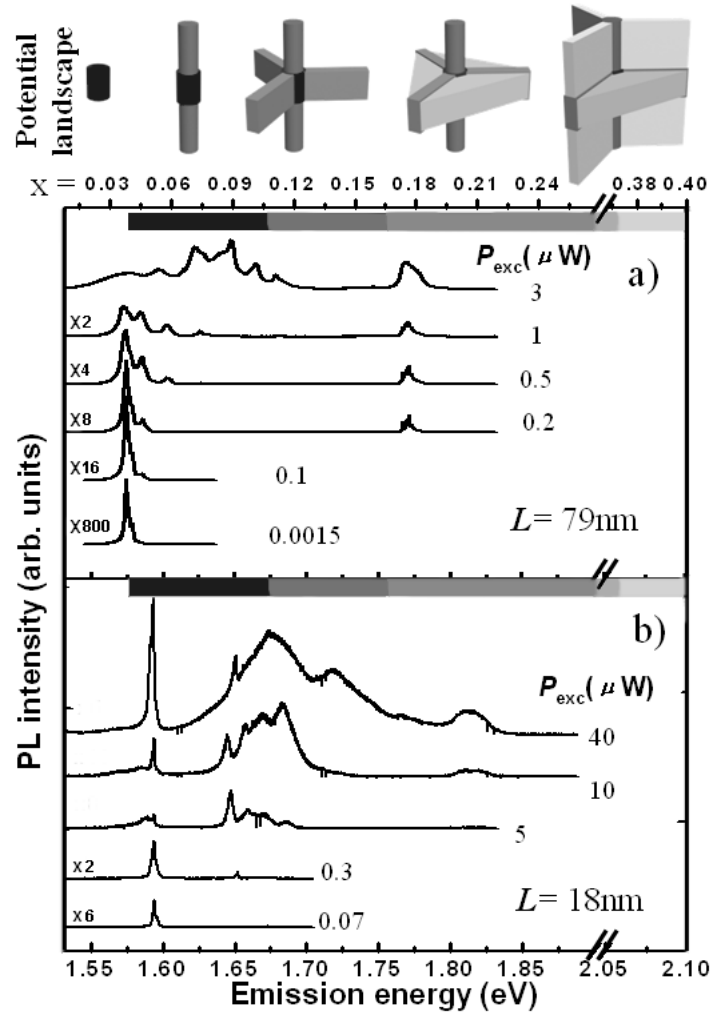 Potential
landscape
x = 0.03 0.06 0.09 0.12 0.15 0.18 0.21 0.24 0.38 0.40
a)
Pexc(μW)
3
X2 1
X4 0.5
X8 0.2
X16 0.1
X800 0.0015
L= 79nm
b)
Pexc(μW)
40
10
5
X2 0.3
X6 0.07
L= 18nm
PL intensity (arb. units)
1.55 1.60 1.65 1.70 1.75 1.80 1.85 2.05 2.10
Emission energy (eV)